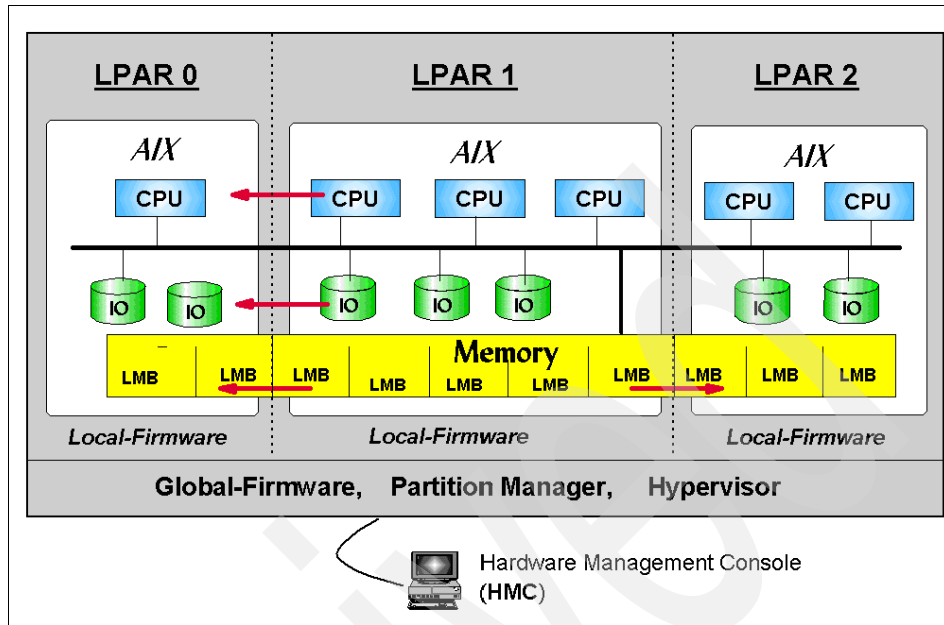 LPAR 0
LPAR 1
LPAR 2
AIX
AIX
AIX
CPU
CPU
CPU
CPU
CPU
CPU
IO
IO
IO
IO
IO
IO
IO
Memory
LMB
LMB
LMB
LMB
LMB
LMB
LMB
LMB
LMB
LMB
Local-Firmware
Local-Firmware
Local-Firmware
Global-Firmware, Partition Manager, Hypervisor
Hardware Management Console
(HMC)